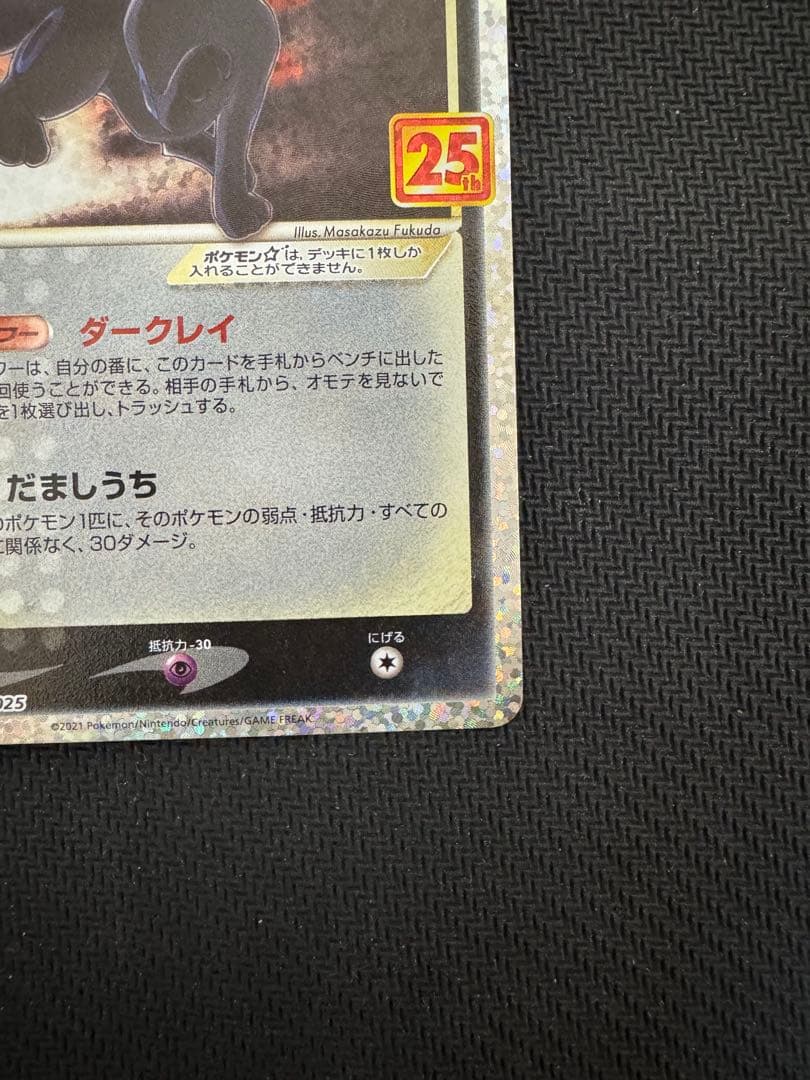 25th
Illus. Masakazu Fukuda
ポケモン☆は、デッキに1枚しか
入れることができません。
ワー ダークレイ
ワーは、自分の番に、このカードを手札からベンチに出した
回使うことができる。相手の手札から、オモテを見ないで
を1枚選び出し、トラッシュする。
だましうち
のポケモン1匹に、そのポケモンの弱点・抵抗力・すべての
に関係なく、30ダメージ。
抵抗力 -30
にげる
025
©2021 Pokémon/Nintendo/Creatures/GAME FREAK.